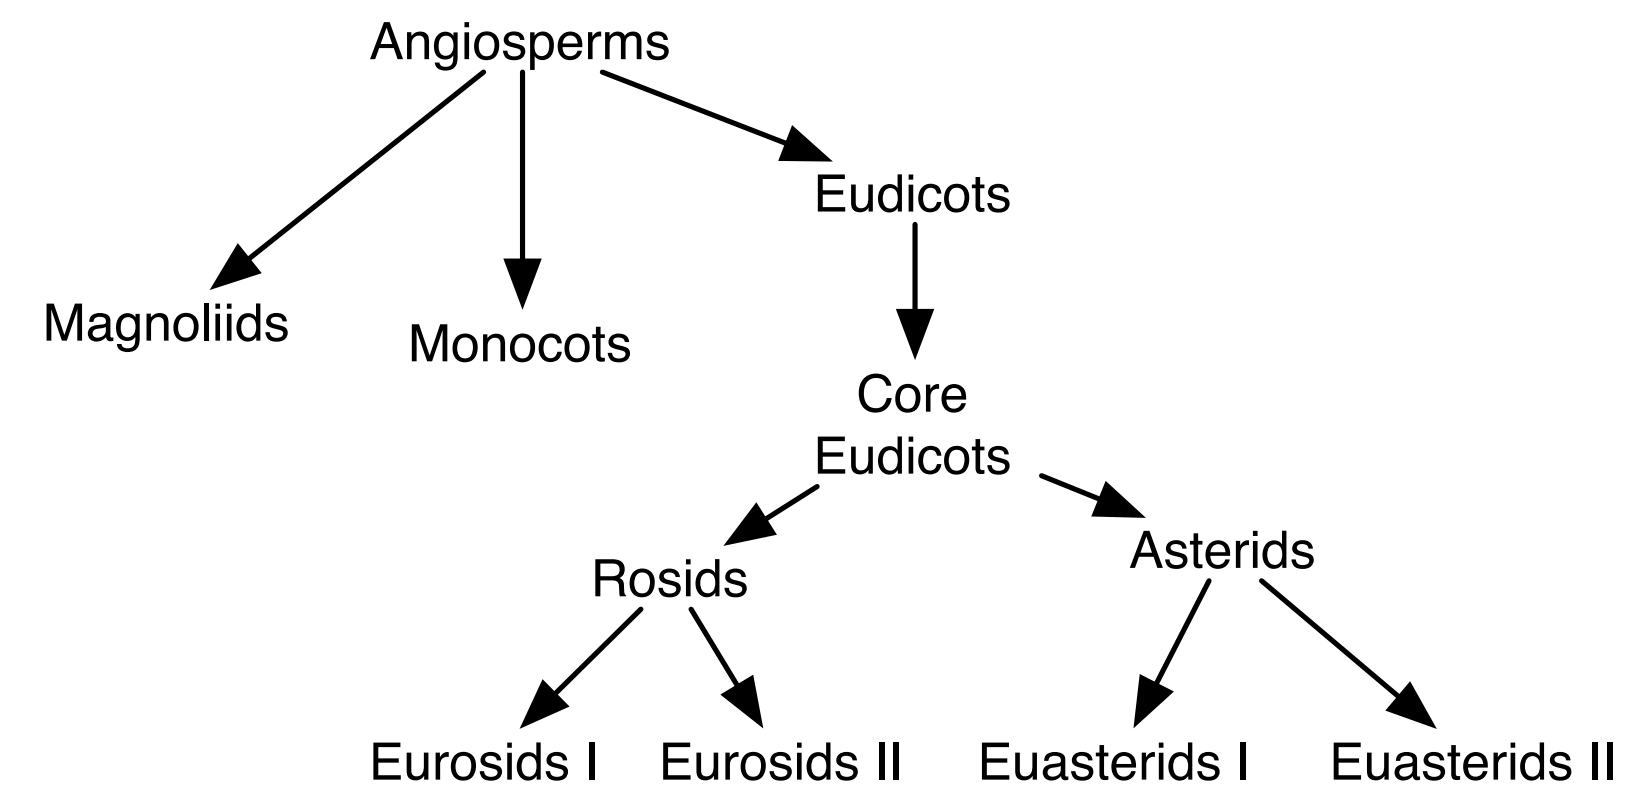 Angiosperms
Eudicots
Magnoliids
Monocots
Core
Eudicots
Rosids
Asterids
Eurosids I
Eurosids II
Euasterids I
Euasterids II